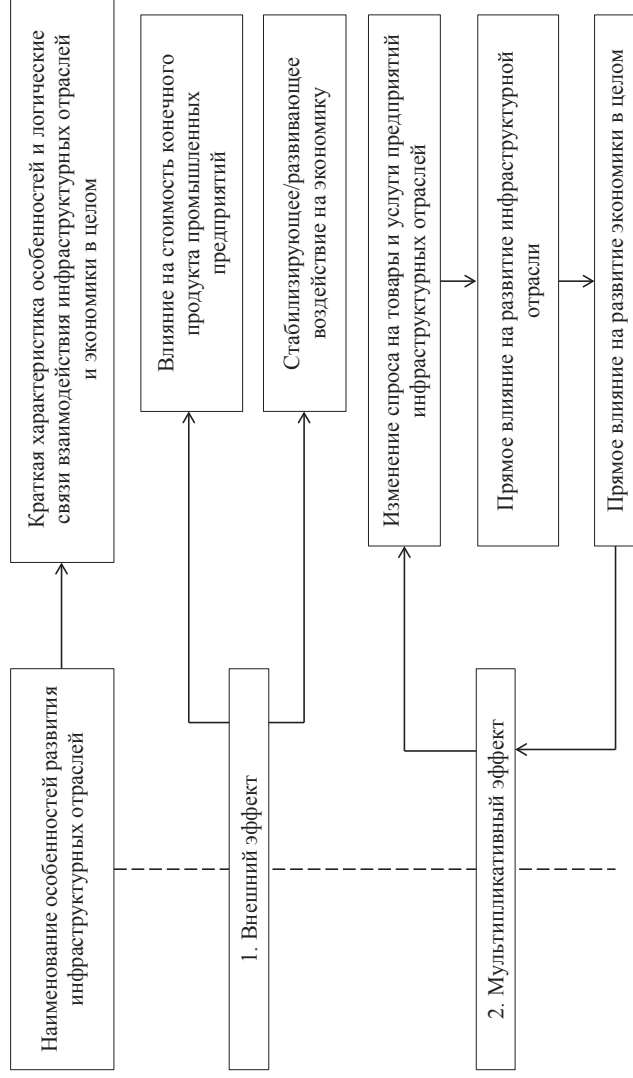 Наименование особенностей развития
инфраструктурных отраслей
Краткая характеристика особенностей и логические
связи взаимодействия инфраструктурных отраслей
и экономики в целом
1. Внешний эффект
Влияние на стоимость конечного
продукта промышленных
предприятий
Стабилизирующее/развивающее
воздействие на экономику
2. Мультипликативный эффект
Изменение спроса на товары и услуги предприятий
инфраструктурных отраслей
Прямое влияние на развитие инфраструктурной
отрасли
Прямое влияние на развитие экономики в целом